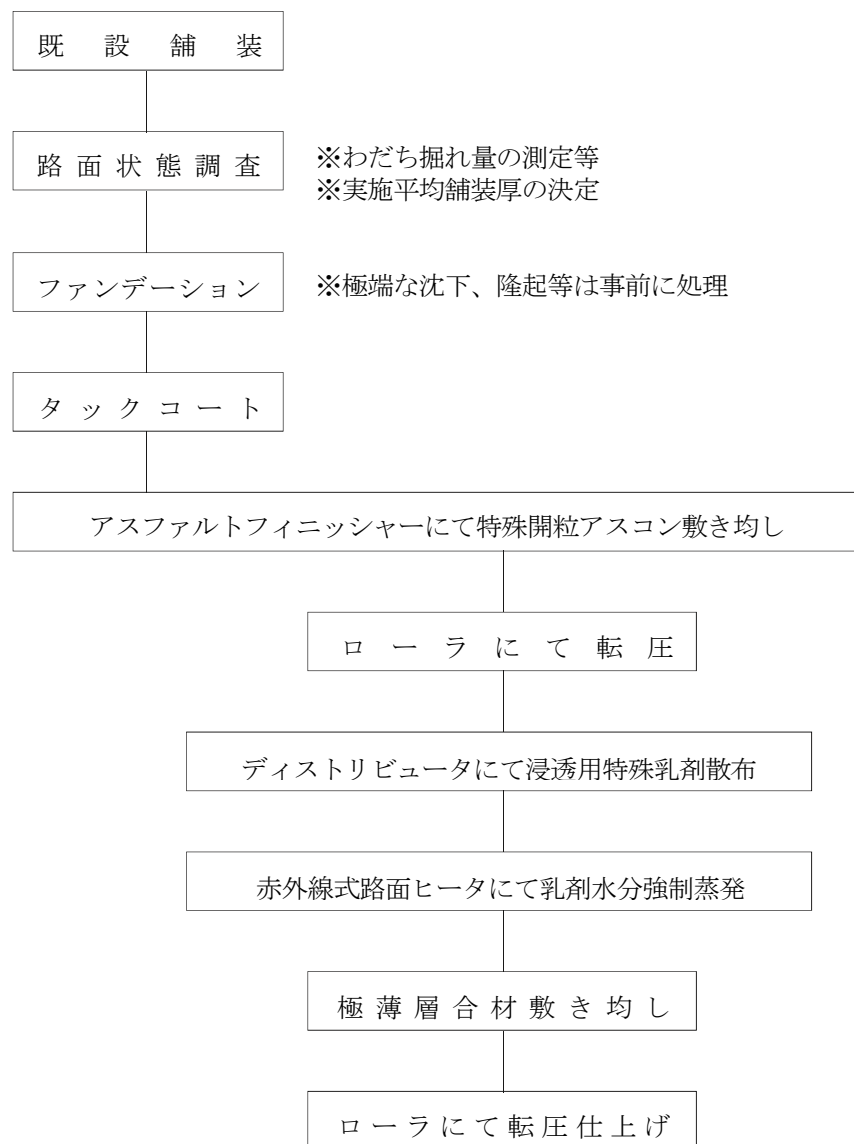 既設舗装
路面状態調査
※わだち掘れ量の測定等
※実施平均舗装厚の決定
ファンデーション
※極端な沈下、隆起等は事前に処理
タックコート
アスファルトフィニッシャーにて特殊開粒アスコン敷き均し
ローラにて転圧
ディストリビュータにて浸透用特殊乳剤散布
赤外線式路面ヒータにて乳剤水分強制蒸発
極薄層合材敷き均し
ローラにて転圧仕上げ